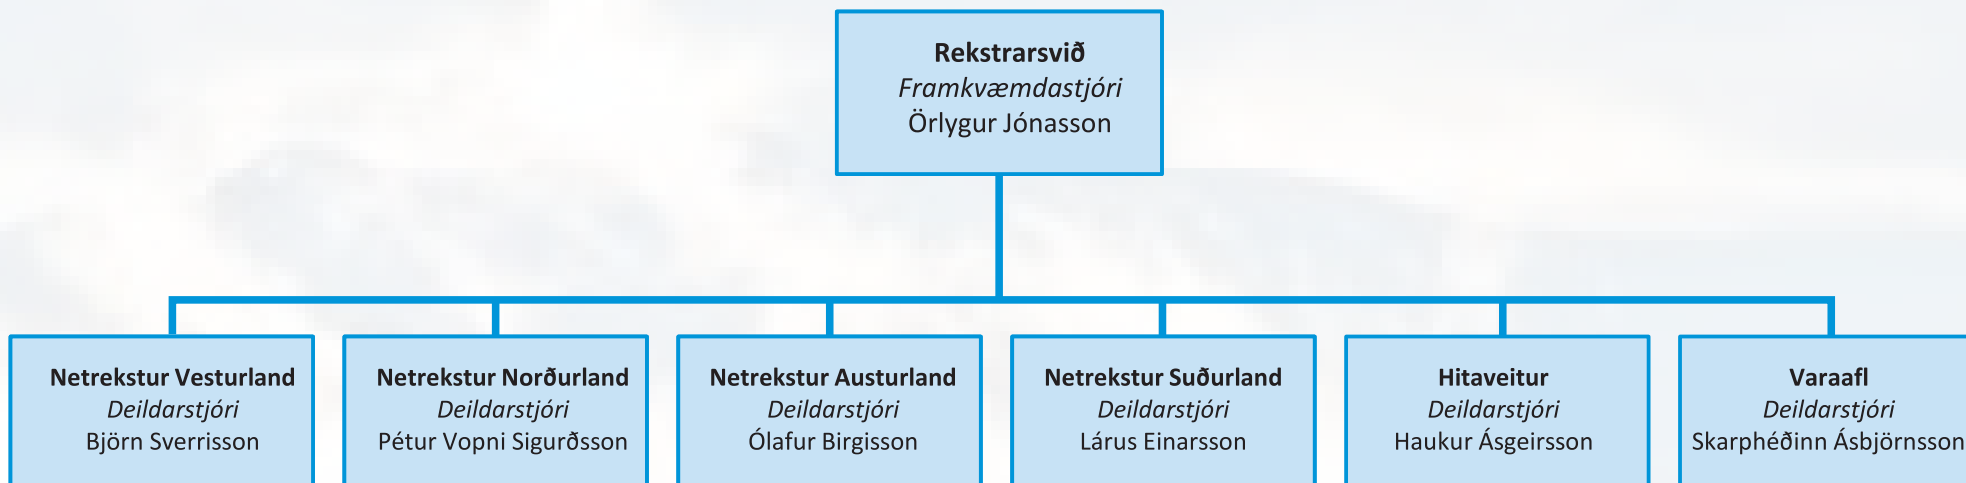 Rekstrarsvið
Framkvæmdastjóri
Örlygur Jónasson
Netrekstur Vesturland
Deildarstjóri
Björn Sverrisson
Netrekstur Norðurland
Deildarstjóri
Pétur Vopni Sigurðsson
Netrekstur Austurland
Deildarstjóri
Ólafur Birgisson
Netrekstur Suðurland
Deildarstjóri
Lárus Einarsson
Hitaveitur
Deildarstjóri
Haukur Ásgeirsson
Varaafl
Deildarstjóri
Skarphéðinn Ásbjörnsson